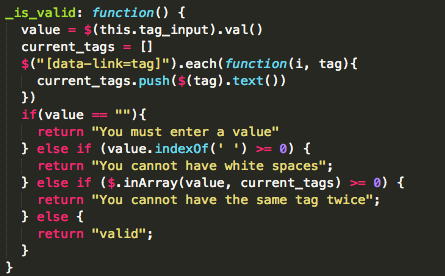 _is_valid: function() {
value = $(this.tag_input).val()
current_tags = []
$("[data-link=tag]").each(function(i, tag){
current_tags.push($(tag).text())
})
if(value == ""){
return "You must enter a value"
} else if (value.indexOf(' ') >= 0) {
return "You cannot have white spaces";
} else if ($.inArray(value, current_tags) >= 0) {
return "You cannot have the same tag twice";
} else {
return "valid";
}
}